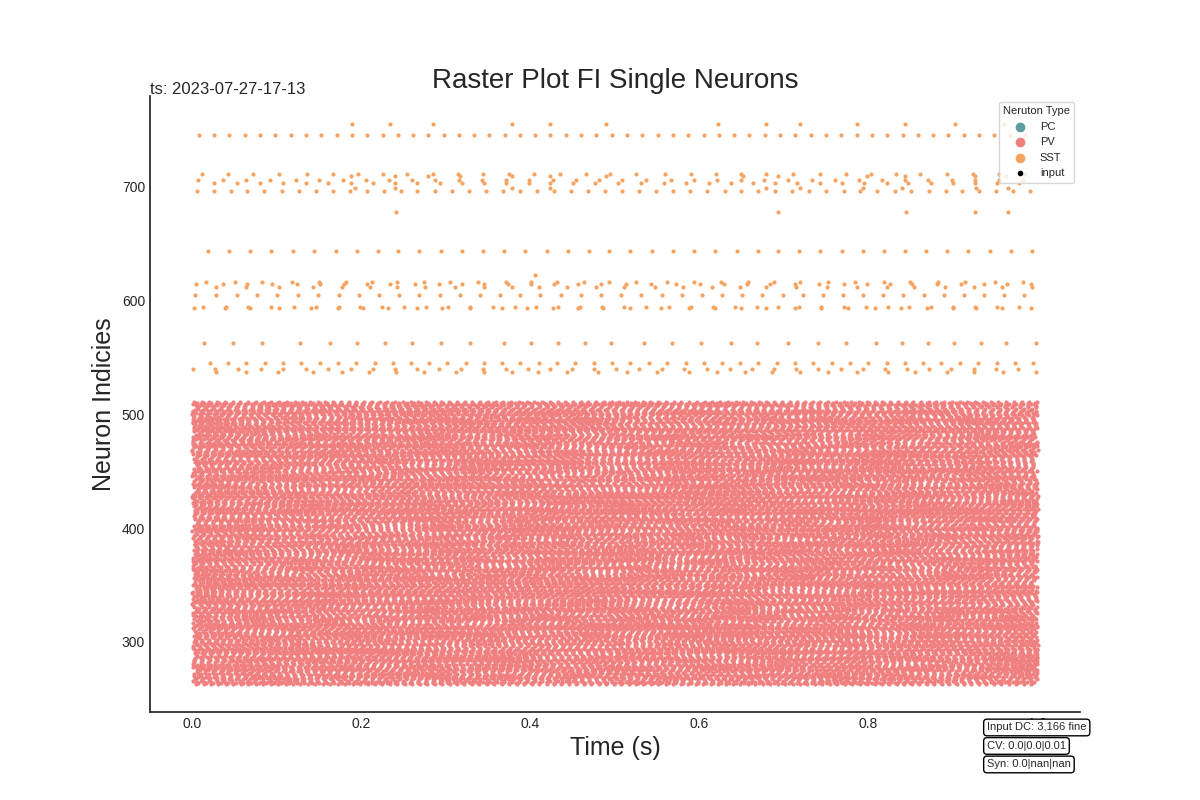 Raster Plot FI Single Neurons
ts: 2023-07-27-17-13
Neruton Type
PC
PV
SST
input
Neuron Indicies
700
600
500
400
300
0.0 0.2 0.4 0.6 0.8
Time (s)
Input DC: 3,166 fine
CV: 0.0|0.0|0.01
Syn: 0.0|nan|nan